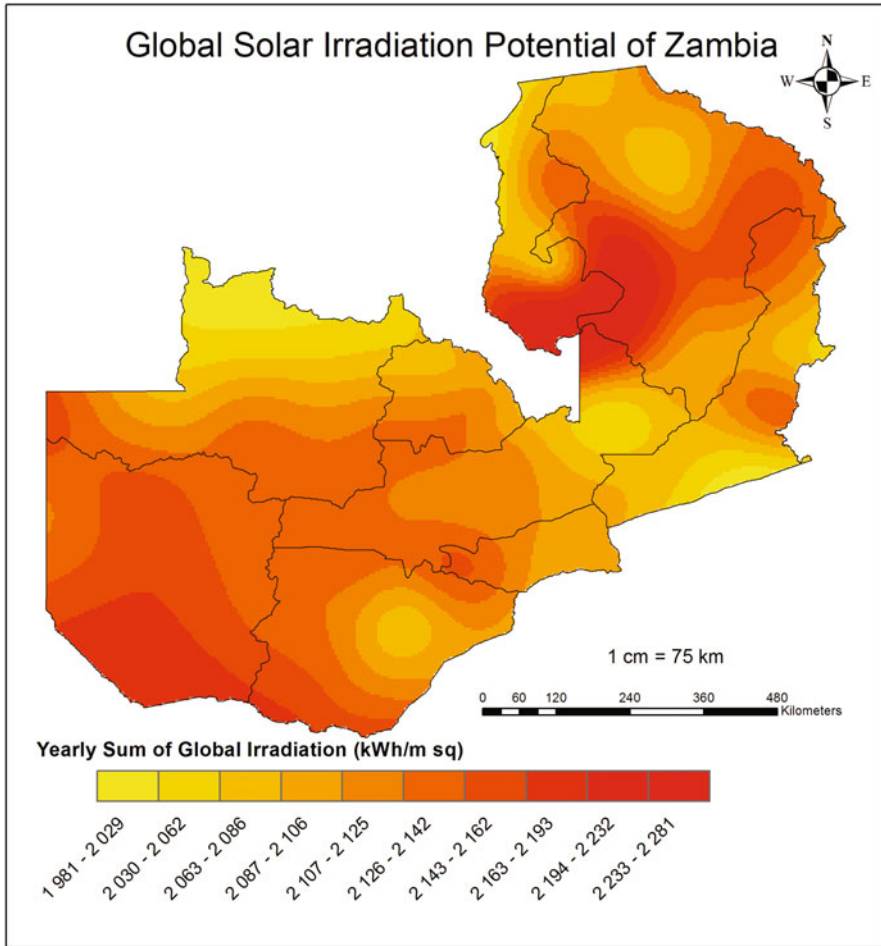 Global Solar Irradiation Potential of Zambia
N
W E
S
1 cm = 75 km
0 60 120 240 360 480
Kilometers
Yearly Sum of Global Irradiation (kWh/m sq)
1 981 - 2 029
2 030 - 2 062
2 063 - 2 086
2 087 - 2 106
2 107 - 2 125
2 126 - 2 142
2 143 - 2 162
2 163 - 2 193
2 194 - 2 232
2 233 - 2 281